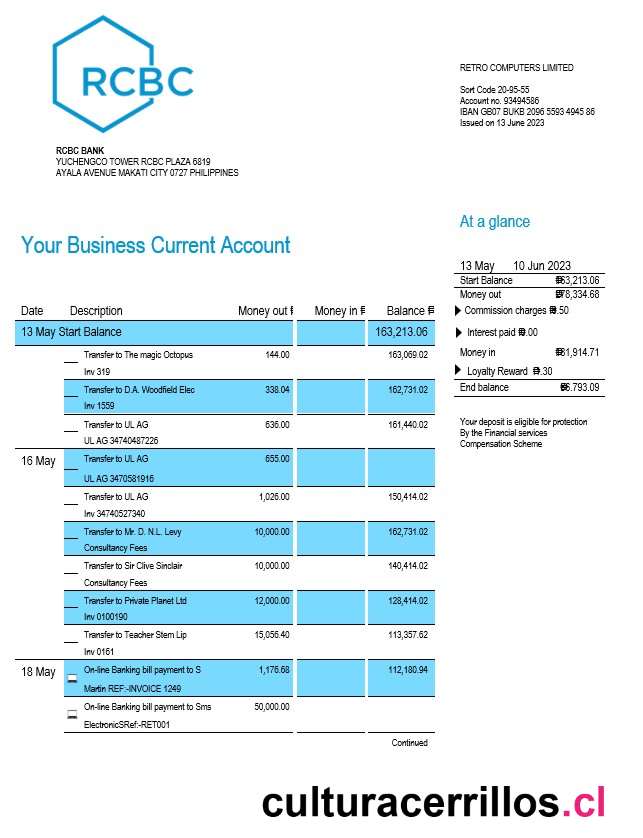 RCBC
RETRO COMPUTERS LIMITED
Sort Code 20-95-55
Account no. 93494586
IBAN GB07 BUKB 2096 5593 4945 86
Issued on 13 June 2023
RCBC BANK
YUCHENGCO TOWER RCBC PLAZA 6819
AYALA AVENUE MAKATI CITY 0727 PHILIPPINES
At a glance
Your Business Current Account
13 May 10 Jun 2023
Start Balance ₱63,213.06
Money out ₱78,334.68
Commission charges ₱.50
Interest paid ₱.00
Money in ₱61,914.71
Loyalty Reward ₱.30
End balance ₱6.793.09
Your deposit is eligible for protection
By the Financial services
Compensation Scheme
Date Description Money out ₱ Money in ₱ Balance ₱
13 May Start Balance 163,213.06
Transfer to The magic Octopus 144.00 163,069.02
Inv 319
Transfer to D.A. Woodfield Elec 338.04 162,731.02
Inv 1559
Transfer to UL AG 636.00 161,440.02
UL AG 34740487226
16 May Transfer to UL AG 655.00
UL AG 3470581916
Transfer to UL AG 1,026.00 150,414.02
Inv 34740527340
Transfer to Mr. D. N.L. Levy 10,000.00 162,731.02
Consultancy Fees
Transfer to Sir Clive Sinclair 10,000.00 140,414.02
Consultancy Fees
Transfer to Private Planet Ltd 12,000.00 128,414.02
Inv 0100190
Transfer to Teacher Stem Lip 15,056.40 113,357.62
Inv 0161
18 May On-line Banking bill payment to S 1,176.68 112,180.94
Martin REF:-INVOICE 1249
On-line Banking bill payment to Sms 50,000.00
ElectronicSRef:-RET001
Continued
culturacerrillos.cl